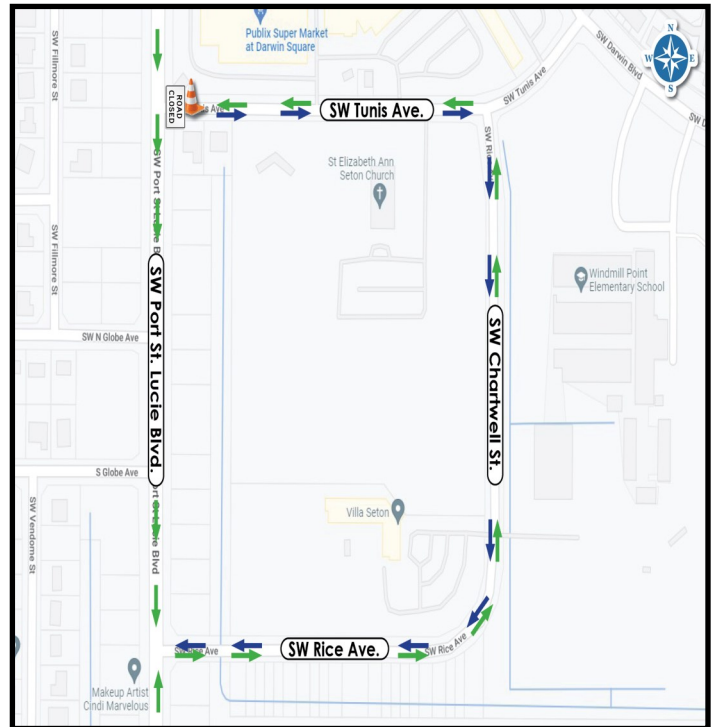 Publix Super Market
at Darwin Square
N
W
E
S
SW Fillmore St
ROAD
CLOSED
SW Tunis Ave.
SW Tunis Ave
SW Darwin Blvd
St Elizabeth Ann
Seton Church
Windmill Point
Elementary School
SW Fillmore St
SW Port St. Lucie Blvd.
SW Chartwell St.
SW N Globe Ave
S Globe Ave
SW Vendome St
Villa Seton
SW Rice Ave.
SW Rice Ave
Makeup Artist
Cindi Marvelous